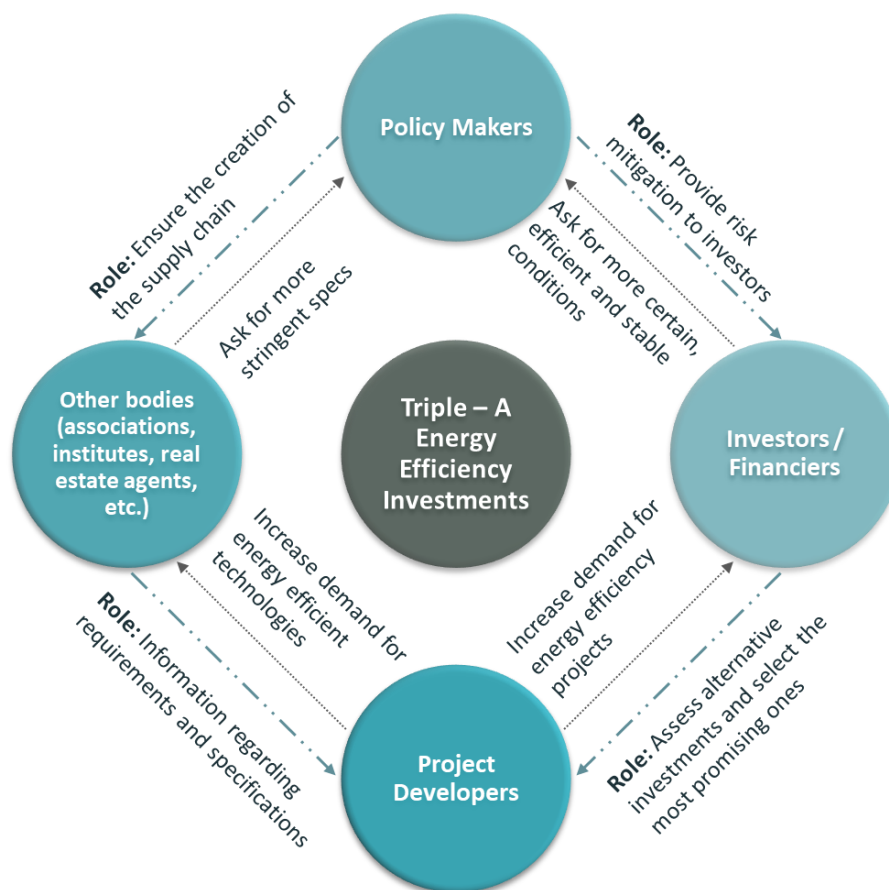 Policy Makers
Role: Ensure the creation of
the supply chain
Ask for more
stringent specs
Role: Provide risk
mitigation to investors
Ask for more certain,
efficient and stable
conditions
Other bodies
(associations,
institutes, real
estate agents,
etc.)
Triple – A
Energy
Efficiency
Investments
Investors /
Financiers
Increase demand for
energy efficient
technologies
Role: Information regarding
requirements and specifications
Increase demand for
energy efficiency
projects
Role: Assess alternative
investments and select the
most promising ones
Project
Developers